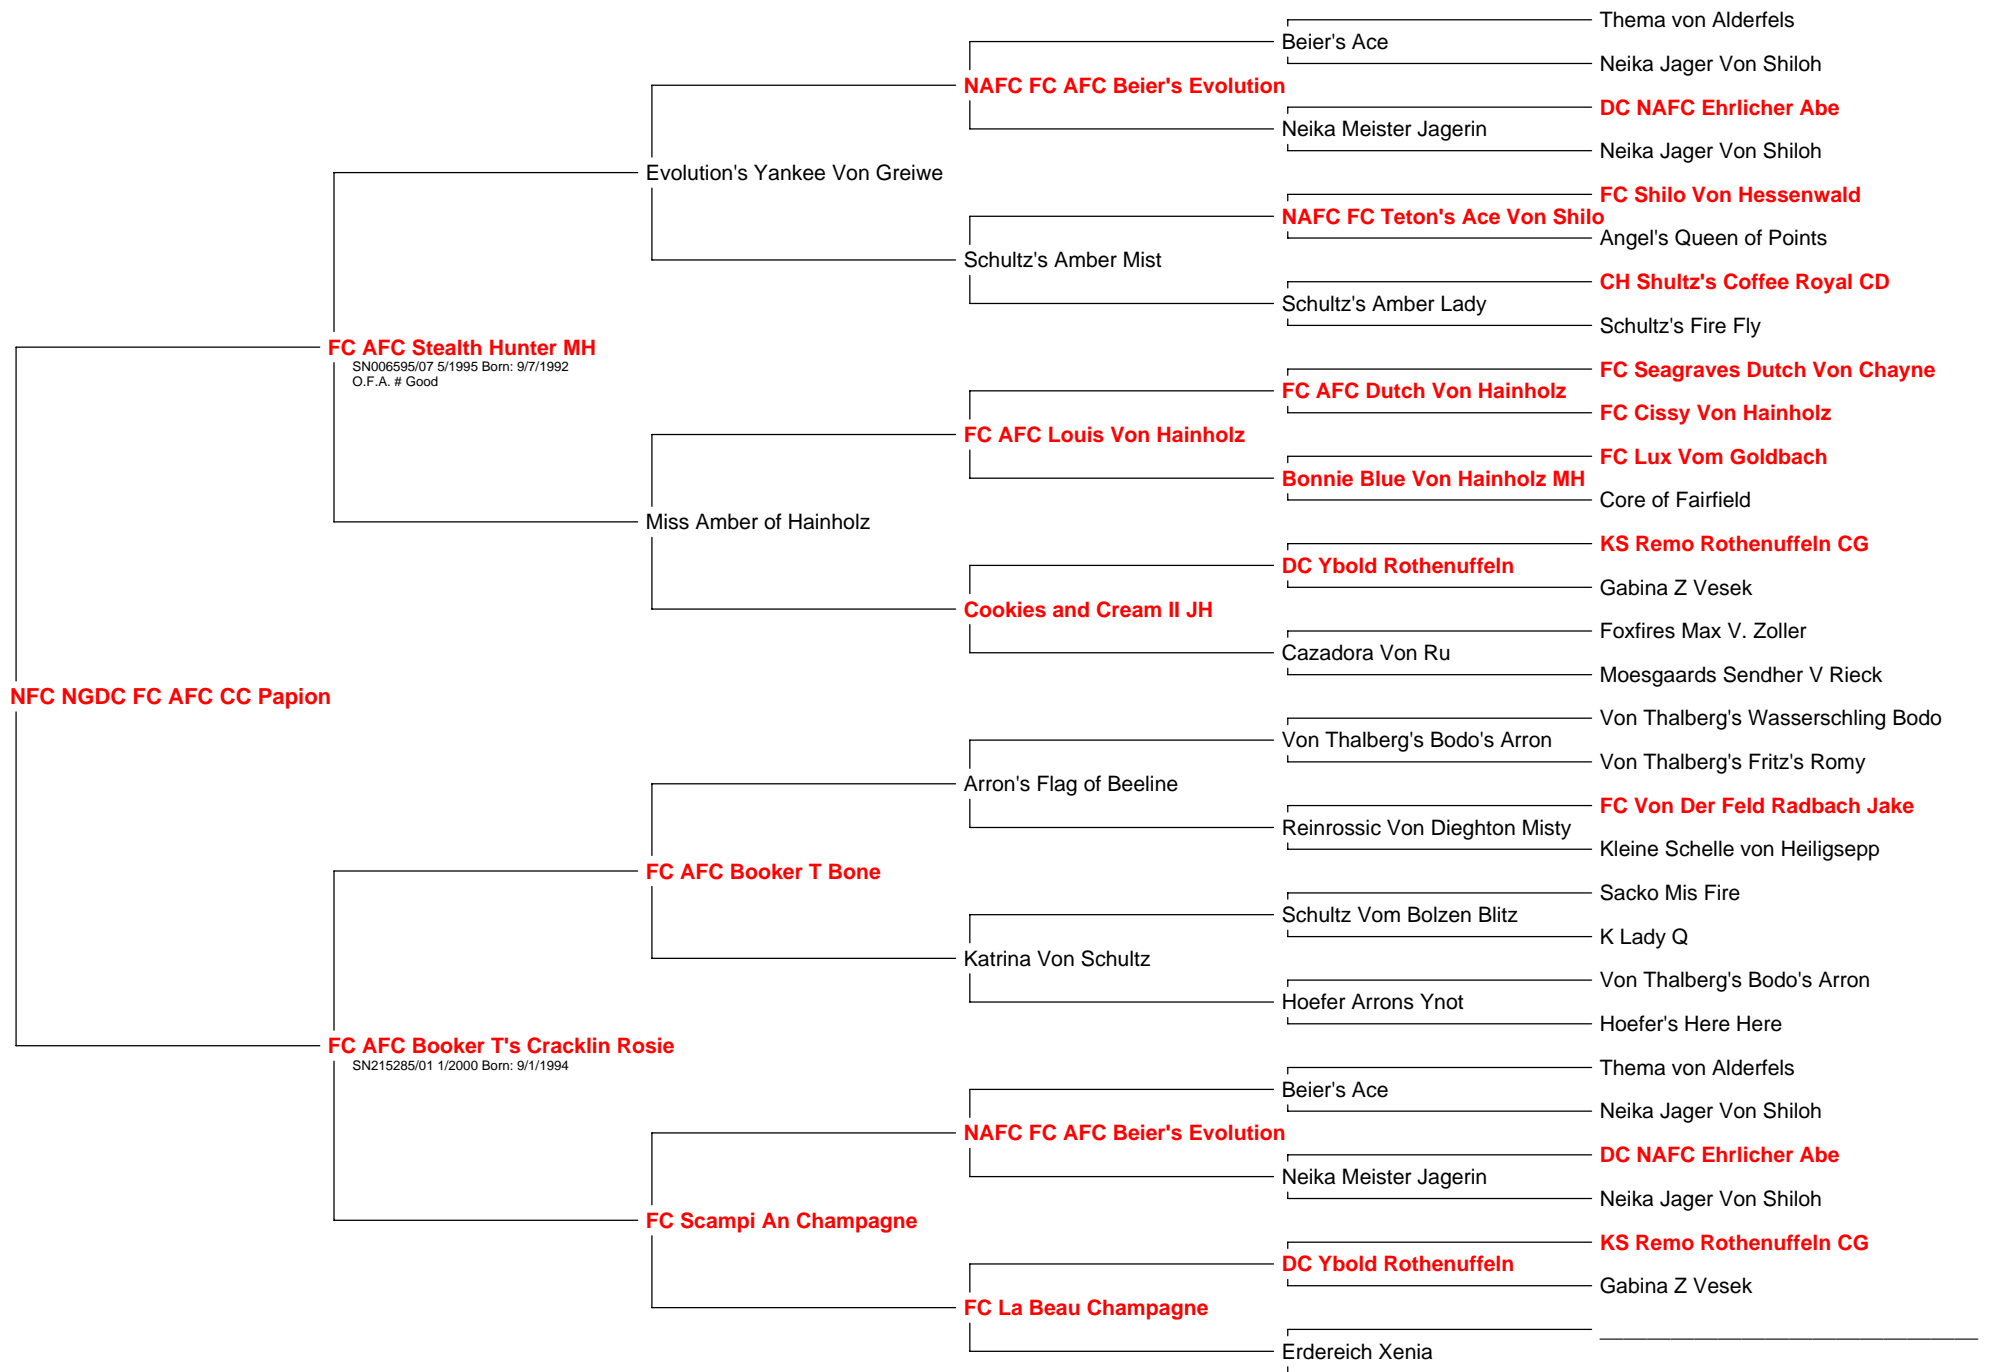 Thema von Alderfels
Beier's Ace
Neika Jager Von Shiloh
NAFC FC AFC Beier's Evolution
DC NAFC Ehrlicher Abe
Neika Meister Jagerin
Neika Jager Von Shiloh
Evolution's Yankee Von Greiwe
FC Shilo Von Hessenwald
NAFC FC Teton's Ace Von Shilo
Angel's Queen of Points
Schultz's Amber Mist
CH Shultz's Coffee Royal CD
Schultz's Amber Lady
Schultz's Fire Fly
FC AFC Stealth Hunter MH
SN006595/07 5/1995 Born: 9/7/1992
O.F.A. # Good
FC Seagraves Dutch Von Chayne
FC AFC Dutch Von Hainholz
FC Cissy Von Hainholz
FC AFC Louis Von Hainholz
FC Lux Vom Goldbach
Bonnie Blue Von Hainholz MH
Core of Fairfield
Miss Amber of Hainholz
KS Remo Rothenuffeln CG
DC Ybold Rothenuffeln
Gabina Z Vesek
Cookies and Cream II JH
Foxfires Max V. Zoller
Cazadora Von Ru
Moesgaards Sendher V Rieck
NFC NGDC FC AFC CC Papion
Von Thalberg's Wasserschling Bodo
Von Thalberg's Bodo's Arron
Von Thalberg's Fritz's Romy
Arron's Flag of Beeline
FC Von Der Feld Radbach Jake
Reinrossic Von Dieghton Misty
Kleine Schelle von Heiligsepp
FC AFC Booker T Bone
Sacko Mis Fire
Schultz Vom Bolzen Blitz
K Lady Q
Katrina Von Schultz
Von Thalberg's Bodo's Arron
Hoefer Arrons Ynot
Hoefer's Here Here
FC AFC Booker T's Cracklin Rosie
SN215285/01 1/2000 Born: 9/1/1994
Thema von Alderfels
Beier's Ace
Neika Jager Von Shiloh
NAFC FC AFC Beier's Evolution
DC NAFC Ehrlicher Abe
Neika Meister Jagerin
Neika Jager Von Shiloh
FC Scampi An Champagne
KS Remo Rothenuffeln CG
DC Ybold Rothenuffeln
Gabina Z Vesek
FC La Beau Champagne
Erdereich Xenia